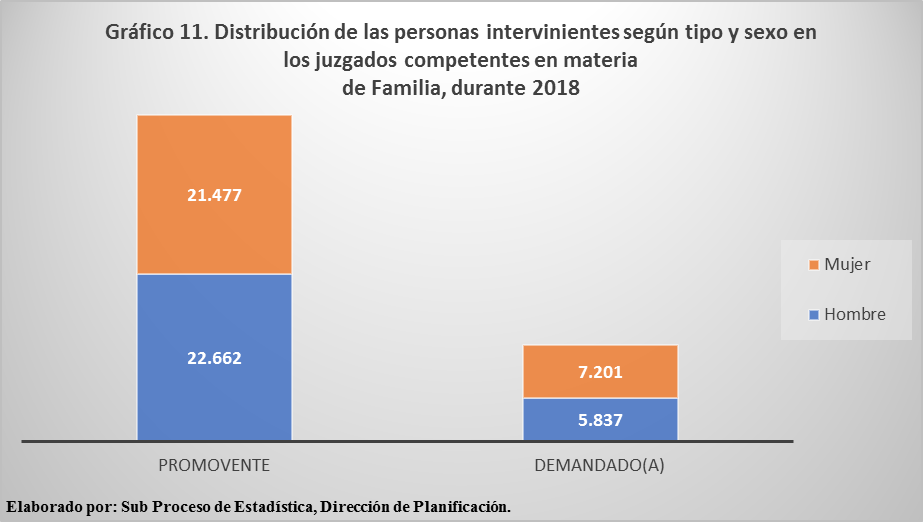 Gráfico 11. Distribución de las personas intervinientes según tipo y sexo en
los juzgados competentes en materia
de Familia, durante 2018
21.477
22.662
7.201
5.837
Mujer
Hombre
PROMOVENTE
DEMANDADO(A)
Elaborado por: Sub Proceso de Estadística, Dirección de Planificación.